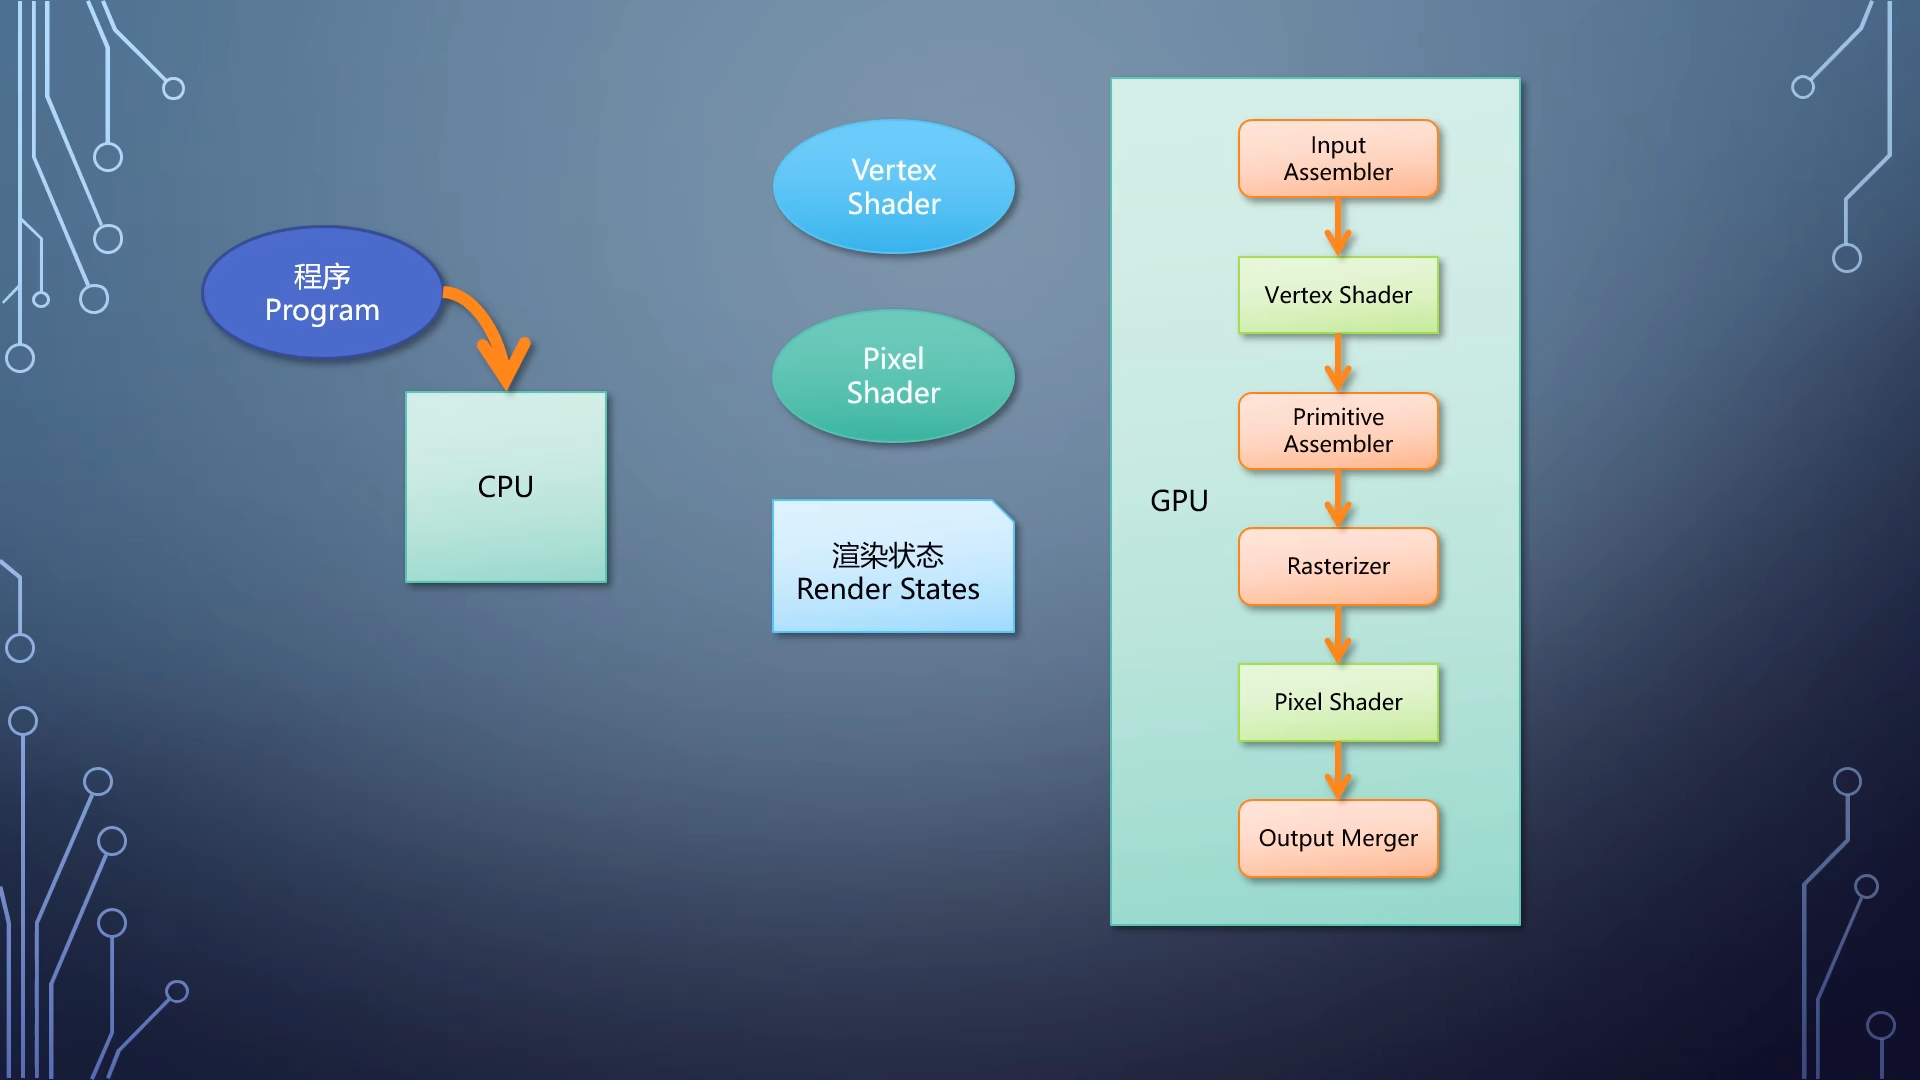 程序
Program
CPU
Vertex
Shader
Pixel
Shader
渲染状态
Render States
GPU
Input
Assembler
Vertex Shader
Primitive
Assembler
Rasterizer
Pixel Shader
Output Merger